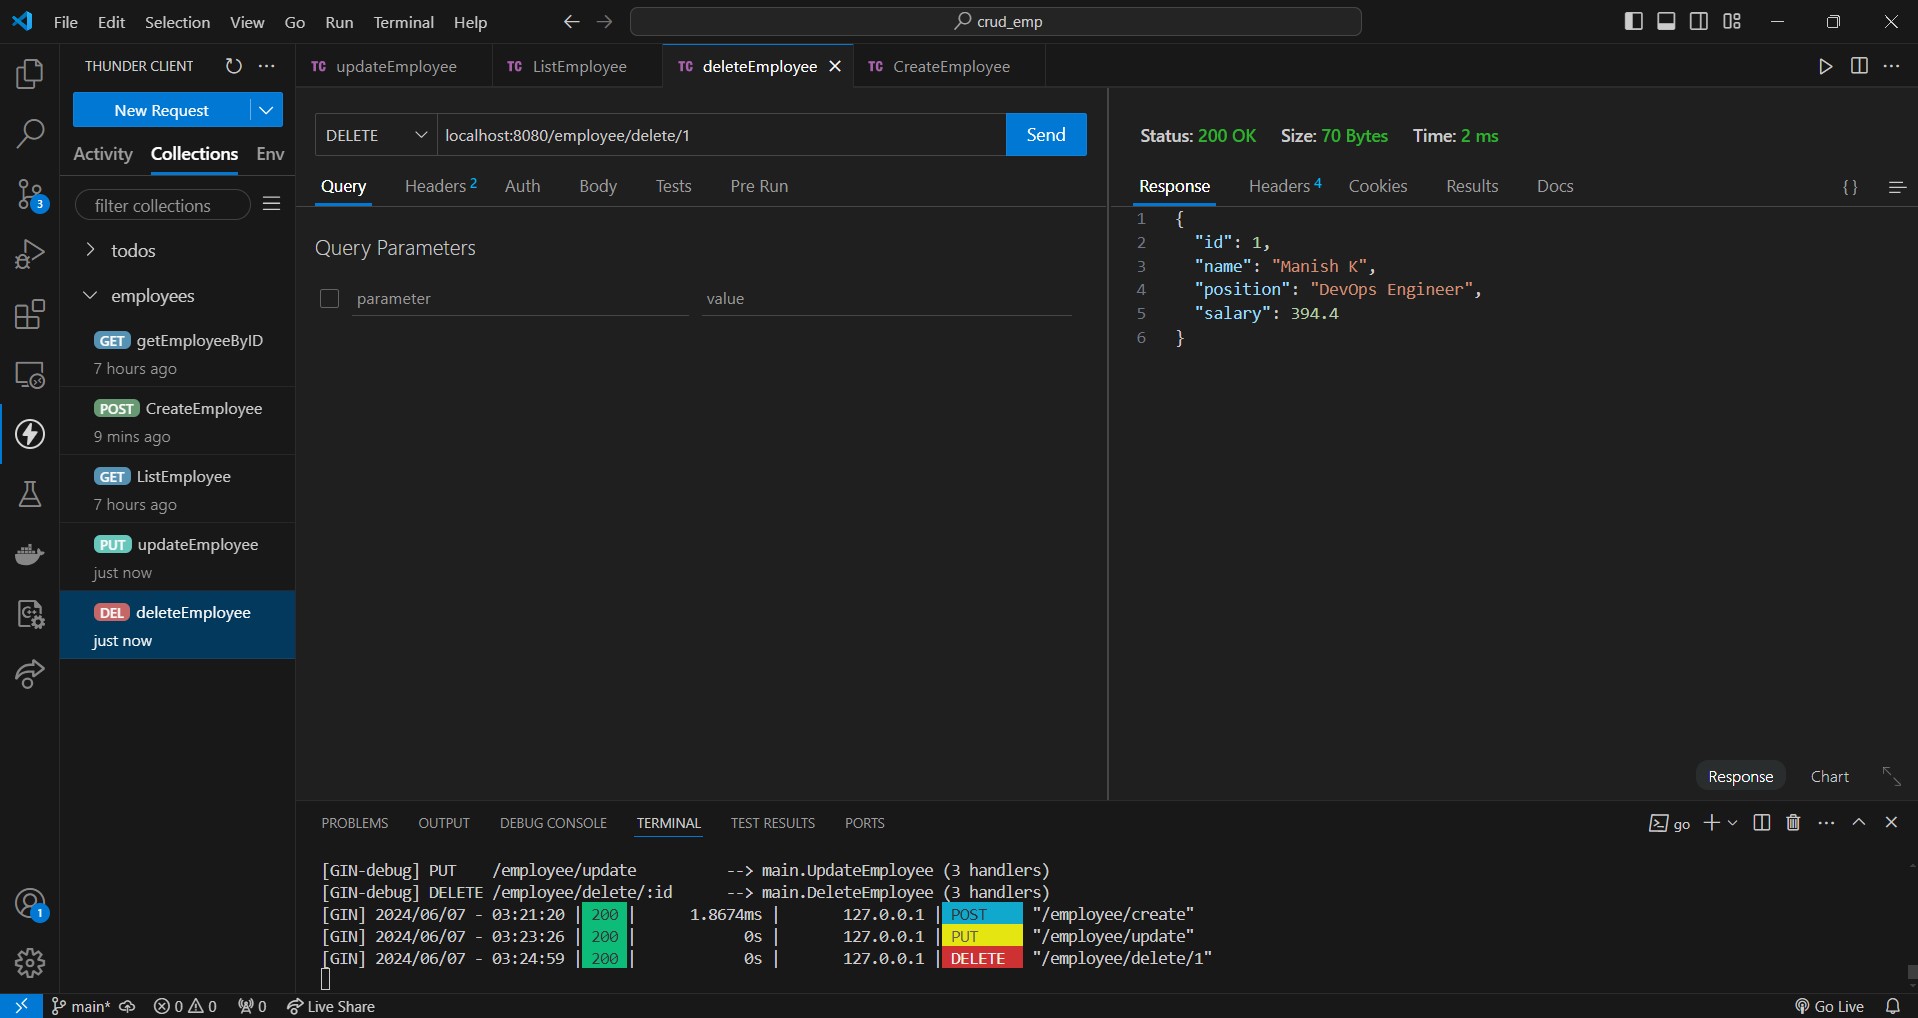 File Edit Selection View Go Run Terminal Help crud_emp
THUNDER CLIENT
TC updateEmployee TC ListEmployee TC deleteEmployee TC CreateEmployee
New Request
Activity Collections Env
filter collections
todos
employees
GET getEmployeeByID
7 hours ago
POST CreateEmployee
9 mins ago
GET ListEmployee
7 hours ago
PUT updateEmployee
just now
DEL deleteEmployee
just now
3
1
DELETE localhost:8080/employee/delete/1 Send
Query Headers 2 Auth Body Tests Pre Run
Query Parameters
parameter value
Status: 200 OK Size: 70 Bytes Time: 2 ms
Response Headers 4 Cookies Results Docs { }
1 {
2 "id": 1,
3 "name": "Manish K",
4 "position": "DevOps Engineer",
5 "salary": 394.4
6 }
Response Chart
PROBLEMS OUTPUT DEBUG CONSOLE TERMINAL TEST RESULTS PORTS go
[GIN-debug] PUT /employee/update --> main.UpdateEmployee (3 handlers)
[GIN-debug] DELETE /employee/delete/:id --> main.DeleteEmployee (3 handlers)
[GIN] 2024/06/07 - 03:21:20 | 200 | 1.8674ms | 127.0.0.1 | POST "/employee/create"
[GIN] 2024/06/07 - 03:23:26 | 200 | 0s | 127.0.0.1 | PUT "/employee/update"
[GIN] 2024/06/07 - 03:24:59 | 200 | 0s | 127.0.0.1 | DELETE "/employee/delete/1"
main* 0 0 0 Live Share Go Live